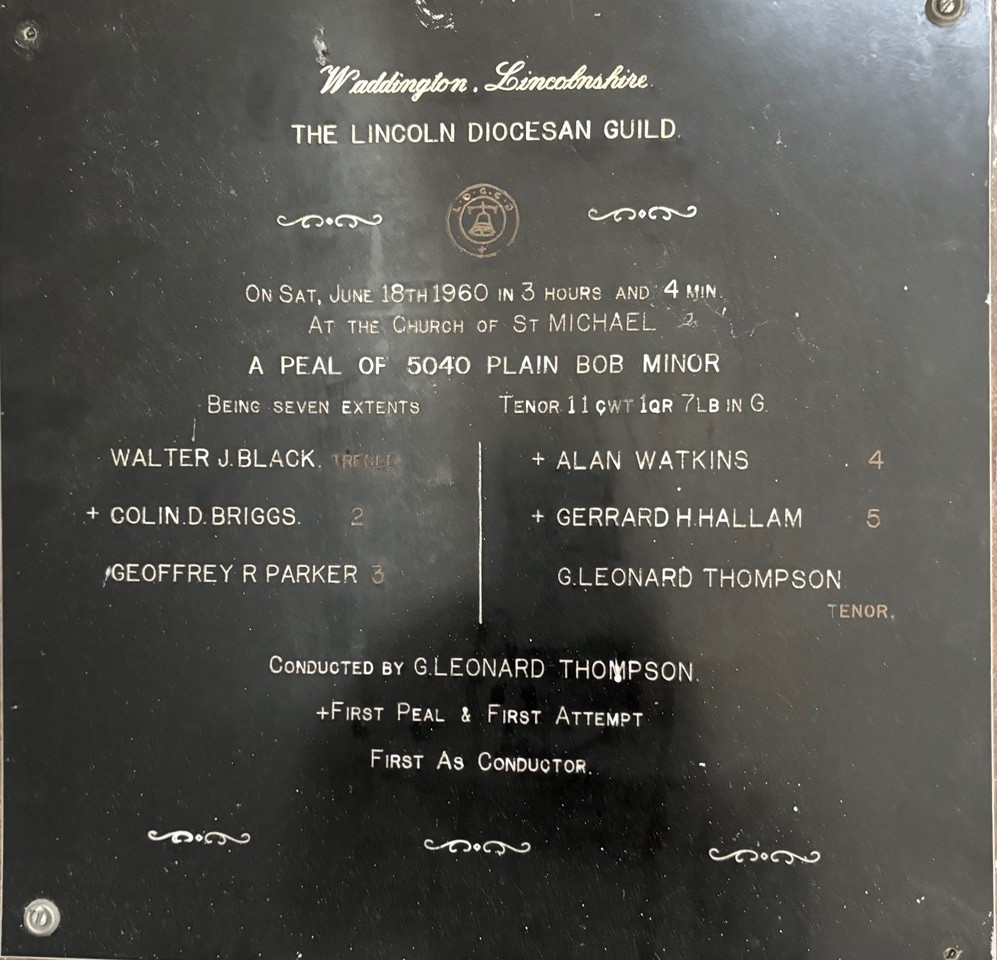 Waddington, Lincolnshire.
THE LINCOLN DIOCESAN GUILD.
ON SAT, JUNE 18TH 1960 IN 3 HOURS AND 4 MIN.
AT THE CHURCH OF ST MICHAEL
A PEAL OF 5040 PLAIN BOB MINOR
BEING SEVEN EXTENTS TENOR 11 CWT 1QR 7LB IN G.
WALTER J. BLACK. TREBLE
+ COLIN.D. BRIGGS. 2
GEOFFREY R PARKER 3
+ ALAN WATKINS 4
+ GERRARD H.HALLAM 5
G.LEONARD THOMPSON
TENOR.
CONDUCTED BY G.LEONARD THOMPSON.
+FIRST PEAL & FIRST ATTEMPT
FIRST AS CONDUCTOR.